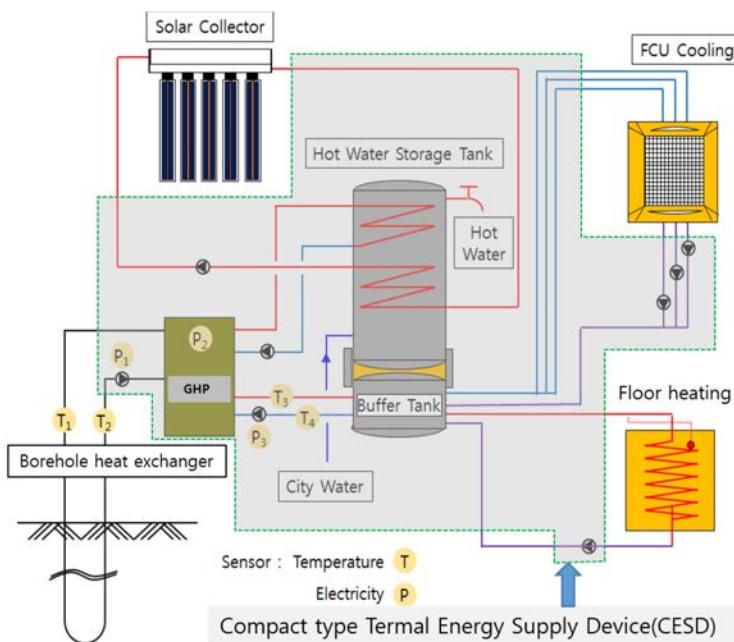 Solar Collector
FCU Cooling
Hot Water Storage Tank
Hot
Water
P2
P1
GHP
T3
Floor heating
T1
T2
Buffer Tank
T4
P3
Borehole heat exchanger
City Water
Sensor : Temperature T
Electricity P
Compact type Termal Energy Supply Device(CESD)